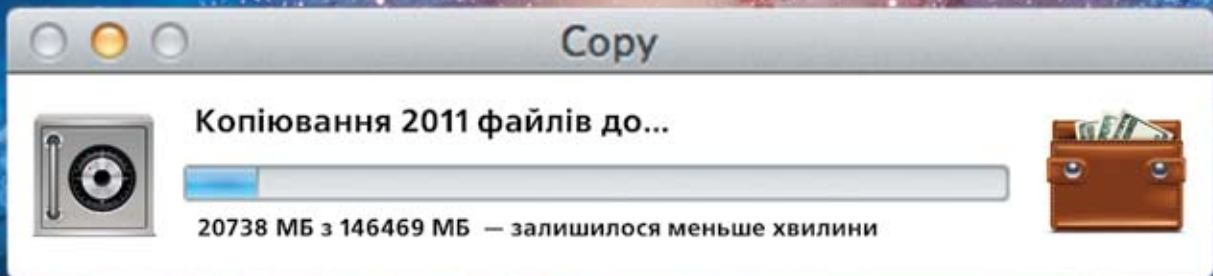 Copy
Копіювання 2011 файлів до...
20738 МБ з 146469 МБ — залишилося меньше хвилини